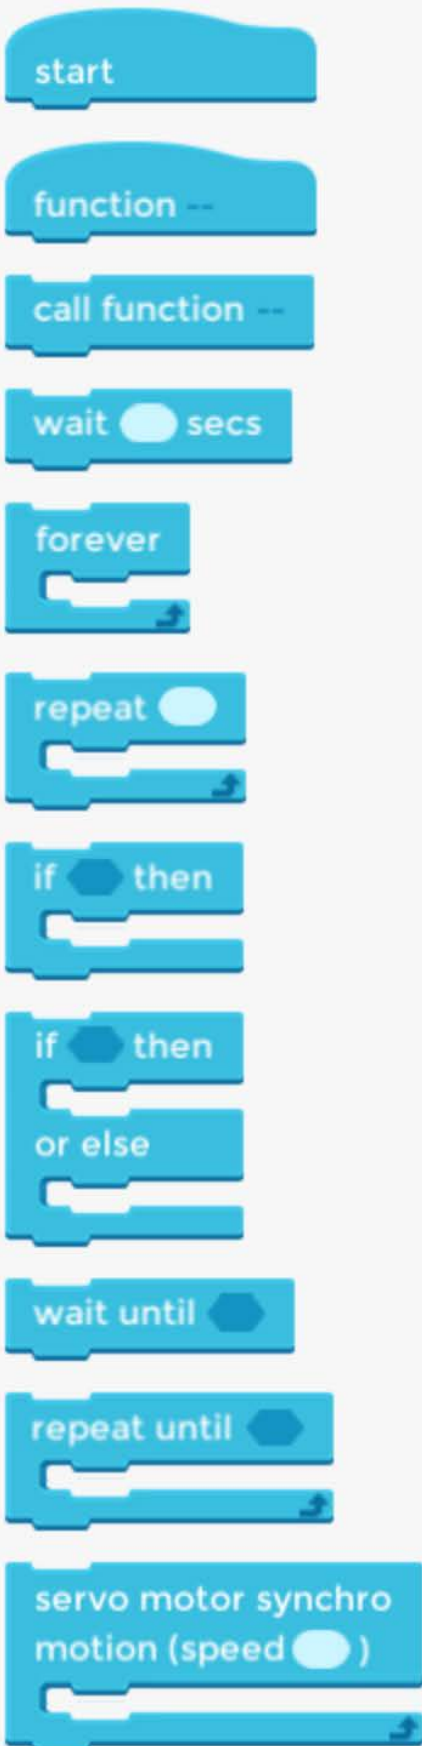 start
function --
call function --
wait secs
forever
repeat
if then
if then
or else
wait until
repeat until
servo motor synchro
motion (speed )